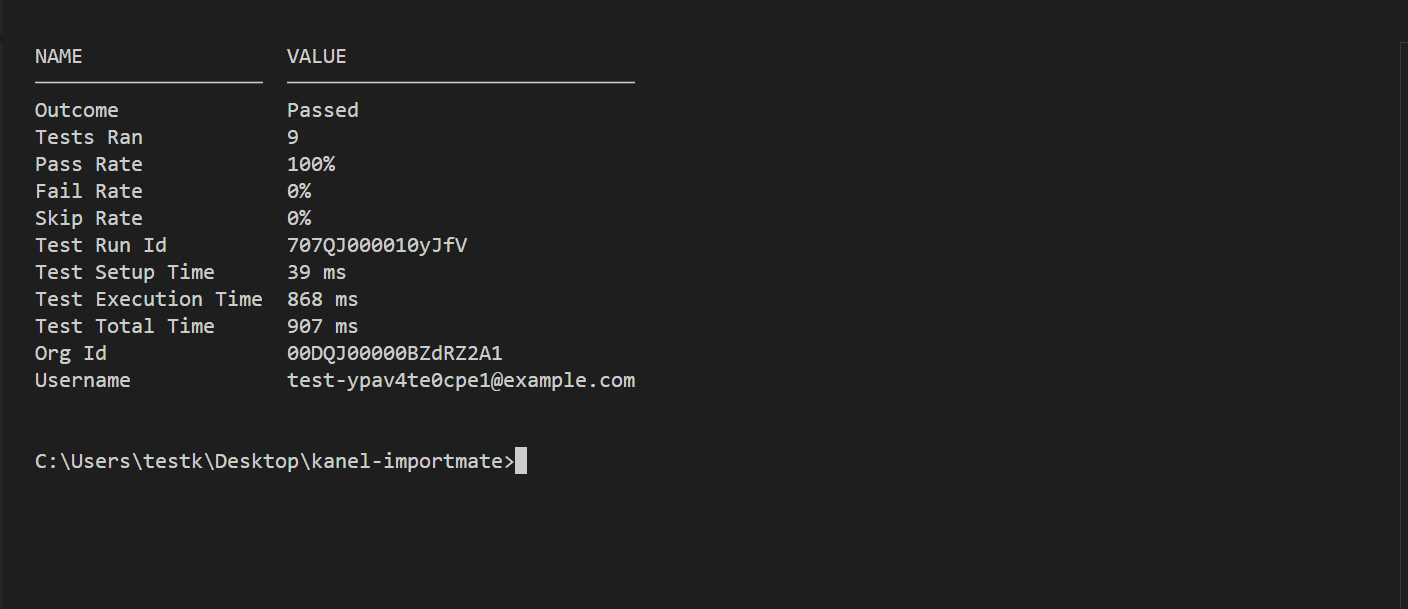 NAME VALUE
Outcome Passed
Tests Ran 9
Pass Rate 100%
Fail Rate 0%
Skip Rate 0%
Test Run Id 707QJ000010yJfV
Test Setup Time 39 ms
Test Execution Time 868 ms
Test Total Time 907 ms
Org Id 00DQJ00000BZdRZ2A1
Username test-ypav4te0cpe1@example.com
C:\Users\testk\Desktop\kanel-importmate>